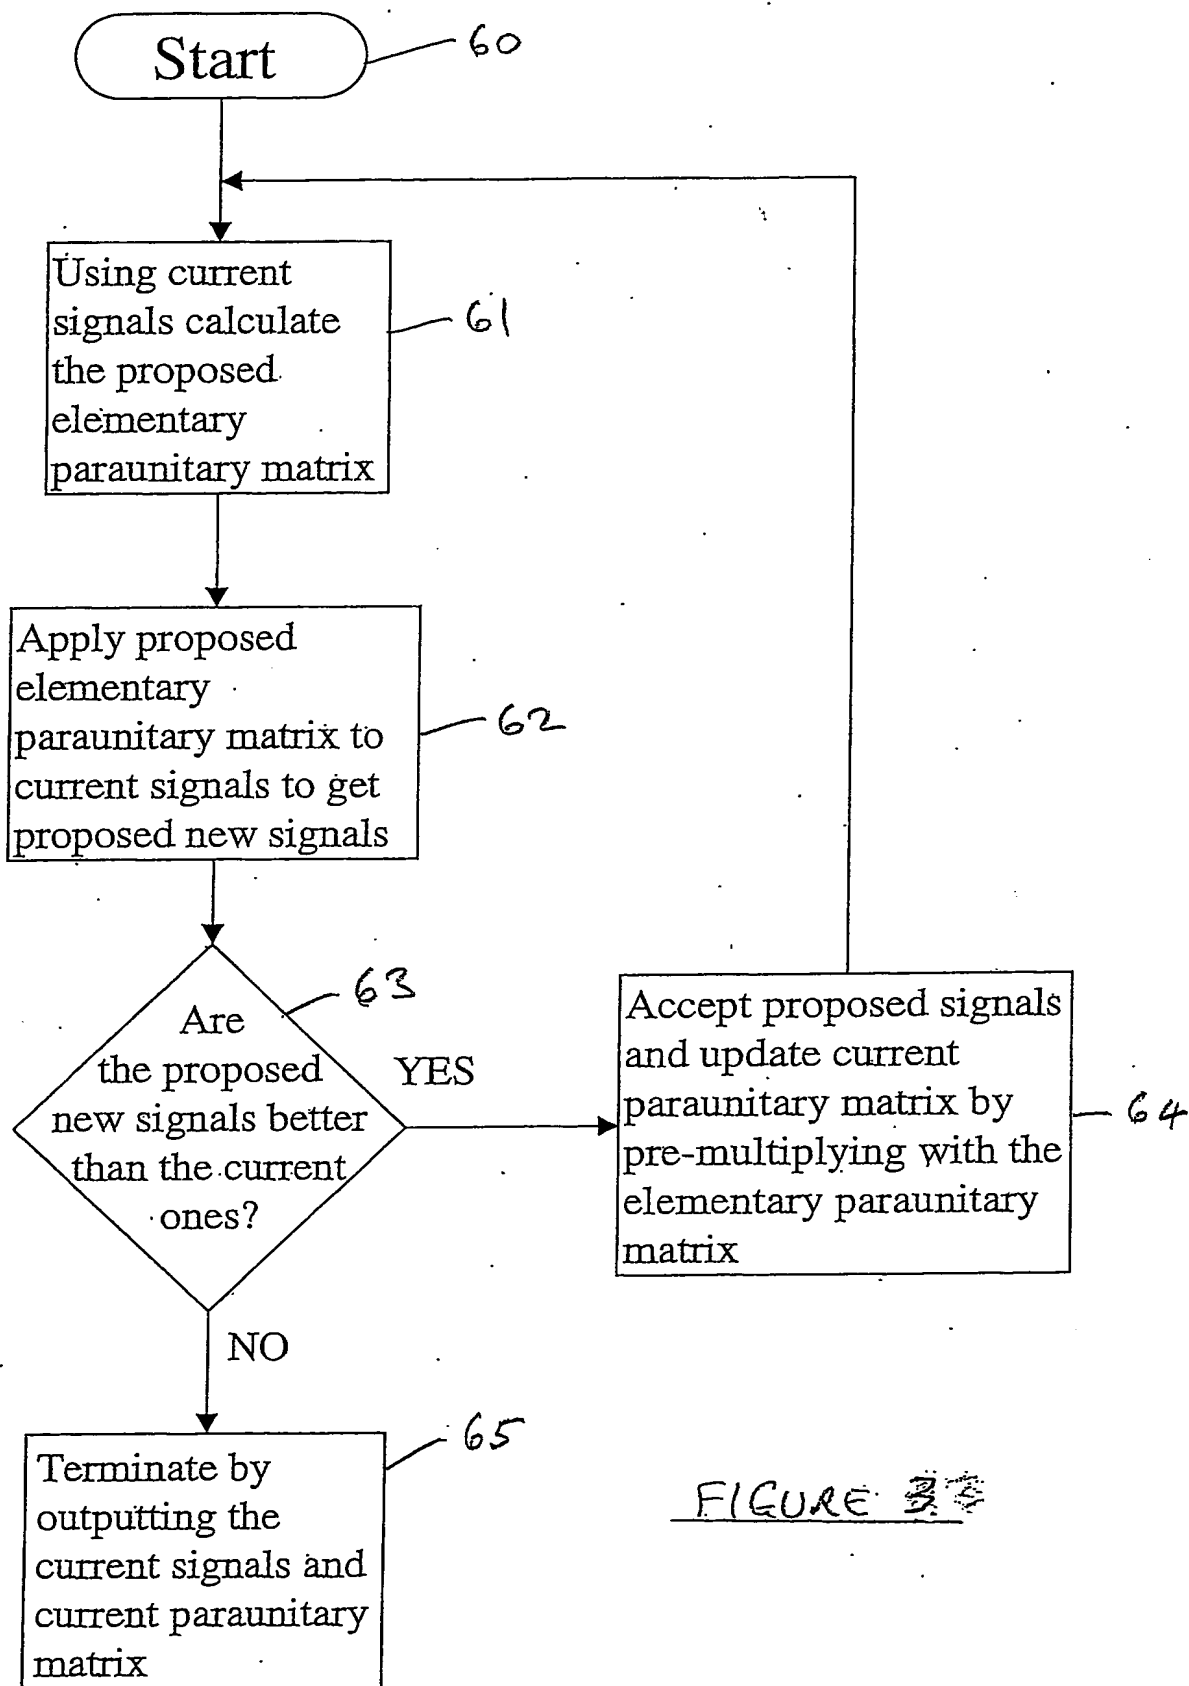 Start
60
Using current
signals calculate
the proposed
elementary
paraunitary matrix
61
Apply proposed
elementary
paraunitary matrix to
current signals to get
proposed new signals
62
Are
the proposed
new signals better
than the current
ones?
63
YES
Accept proposed signals
and update current
paraunitary matrix by
pre-multiplying with the
elementary paraunitary
matrix
64
NO
Terminate by
outputting the
current signals and
current paraunitary
matrix
65
FIGURE